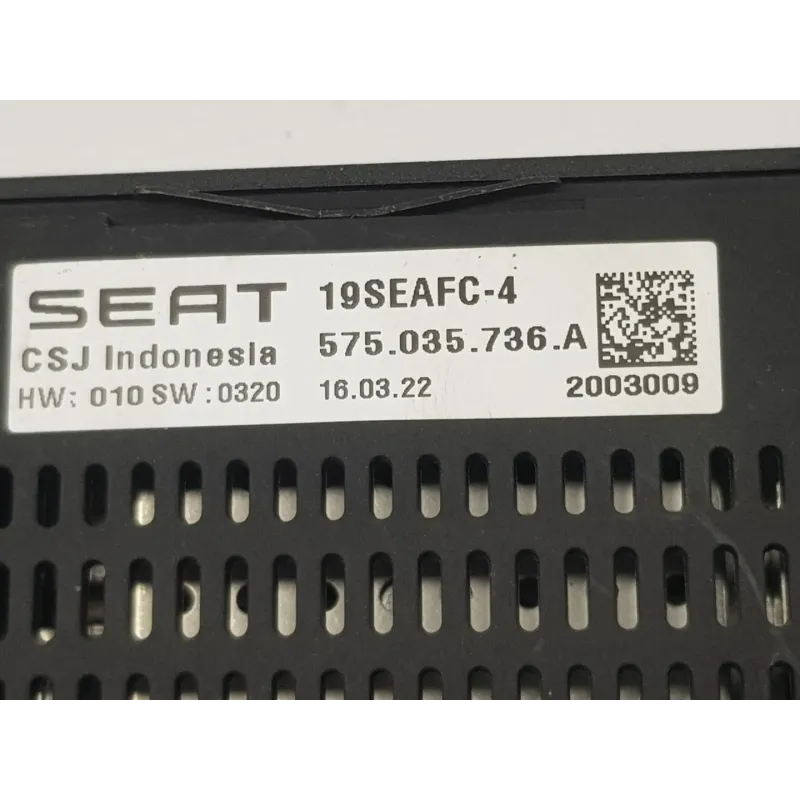 SEAT 19SEAFC-4
CSJ Indonesia 575.035.736.A
HW: 010 SW:0320 16.03.22 2003009